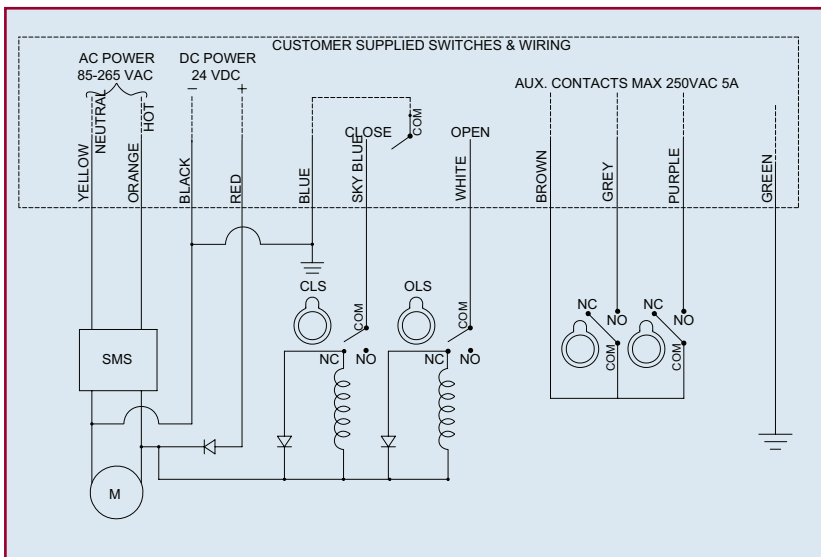 CUSTOMER SUPPLIED SWITCHES & WIRING
AC POWER
85-265 VAC
DC POWER
24 VDC
AUX. CONTACTS MAX 250VAC 5A
−
+
NEUTRAL
HOT
COM
CLOSE
OPEN
YELLOW
ORANGE
BLACK
RED
BLUE
SKY BLUE
WHITE
BROWN
GREY
PURPLE
GREEN
CLS
OLS
COM
COM
NC
NO
NC
NO
NC
NO
NC
NO
COM
COM
SMS
M